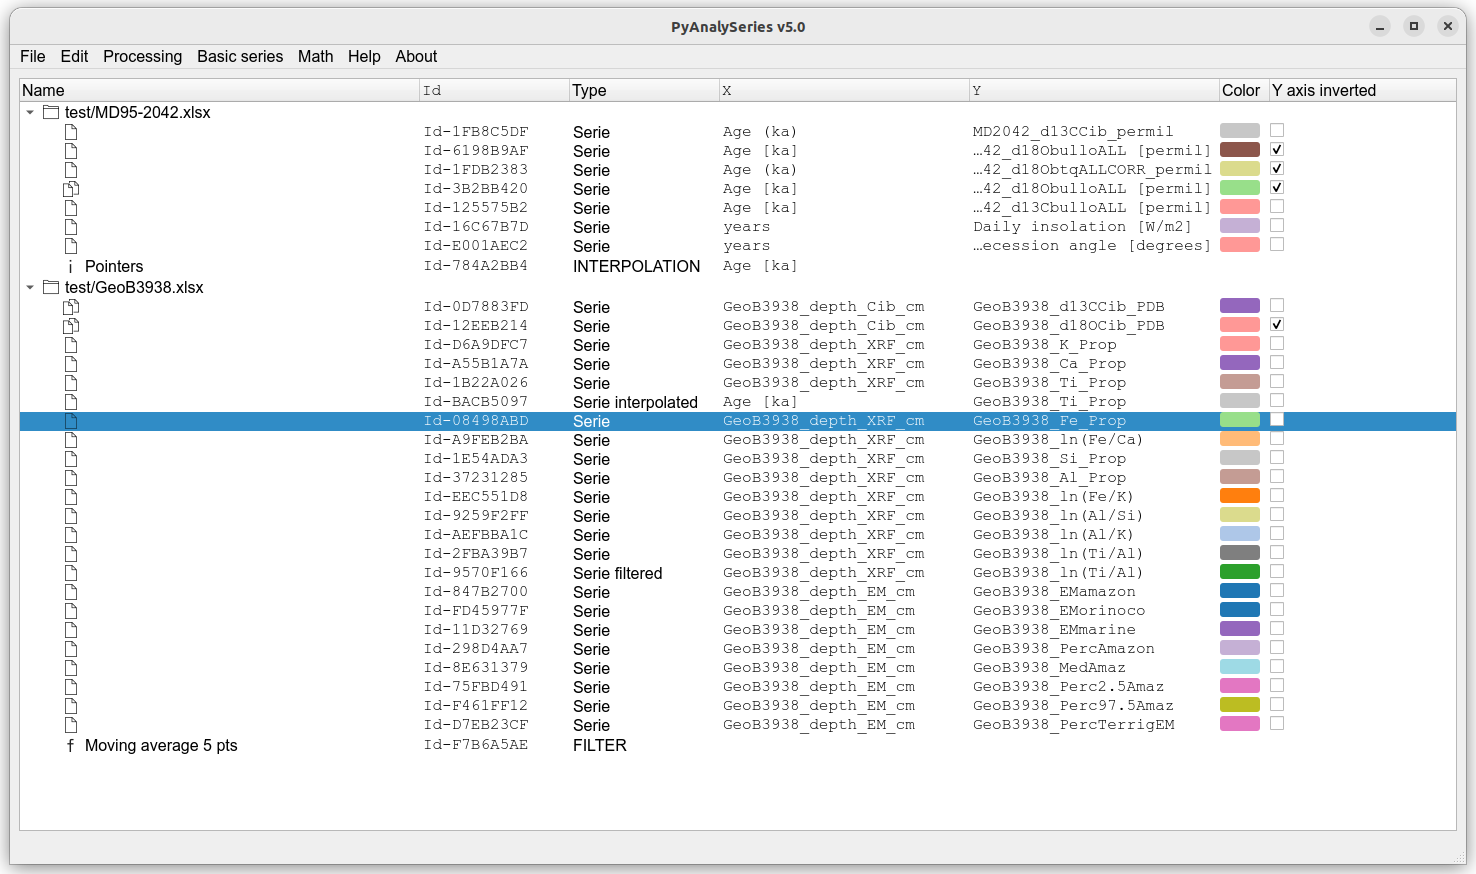 PyAnalySeries v5.0
File Edit Processing Basic series Math Help About
Name Id Type X Y Color Y axis inverted
test/MD95-2042.xlsx
Id-1FB8C5DF Serie Age (ka) MD2042_d13CCib_permil
Id-6198B9AF Serie Age [ka] …42_d18ObulloALL [permil]
Id-1FDB2383 Serie Age (ka) …42_d18ObtqALLCORR_permil
Id-3B2BB420 Serie Age [ka] …42_d18ObulloALL [permil]
Id-125575B2 Serie Age [ka] …42_d13CbulloALL [permil]
Id-16C67B7D Serie years Daily insolation [W/m2]
Id-E001AEC2 Serie years …ecession angle [degrees]
i Pointers Id-784A2BB4 INTERPOLATION Age [ka]
test/GeoB3938.xlsx
Id-0D7883FD Serie GeoB3938_depth_Cib_cm GeoB3938_d13CCib_PDB
Id-12EEB214 Serie GeoB3938_depth_Cib_cm GeoB3938_d18OCib_PDB
Id-D6A9DFC7 Serie GeoB3938_depth_XRF_cm GeoB3938_K_Prop
Id-A55B1A7A Serie GeoB3938_depth_XRF_cm GeoB3938_Ca_Prop
Id-1B22A026 Serie GeoB3938_depth_XRF_cm GeoB3938_Ti_Prop
Id-BACB5097 Serie interpolated Age [ka] GeoB3938_Ti_Prop
Id-08498ABD Serie GeoB3938_depth_XRF_cm GeoB3938_Fe_Prop
Id-A9FEB2BA Serie GeoB3938_depth_XRF_cm GeoB3938_ln(Fe/Ca)
Id-1E54ADA3 Serie GeoB3938_depth_XRF_cm GeoB3938_Si_Prop
Id-37231285 Serie GeoB3938_depth_XRF_cm GeoB3938_Al_Prop
Id-EEC551D8 Serie GeoB3938_depth_XRF_cm GeoB3938_ln(Fe/K)
Id-9259F2FF Serie GeoB3938_depth_XRF_cm GeoB3938_ln(Al/Si)
Id-AEFBBA1C Serie GeoB3938_depth_XRF_cm GeoB3938_ln(Al/K)
Id-2FBA39B7 Serie GeoB3938_depth_XRF_cm GeoB3938_ln(Ti/Al)
Id-9570F166 Serie filtered GeoB3938_depth_XRF_cm GeoB3938_ln(Ti/Al)
Id-847B2700 Serie GeoB3938_depth_EM_cm GeoB3938_EMamazon
Id-FD45977F Serie GeoB3938_depth_EM_cm GeoB3938_EMorinoco
Id-11D32769 Serie GeoB3938_depth_EM_cm GeoB3938_EMmarine
Id-298D4AA7 Serie GeoB3938_depth_EM_cm GeoB3938_PercAmazon
Id-8E631379 Serie GeoB3938_depth_EM_cm GeoB3938_MedAmaz
Id-75FBD491 Serie GeoB3938_depth_EM_cm GeoB3938_Perc2.5Amaz
Id-F461FF12 Serie GeoB3938_depth_EM_cm GeoB3938_Perc97.5Amaz
Id-D7EB23CF Serie GeoB3938_depth_EM_cm GeoB3938_PercTerrigEM
f Moving average 5 pts Id-F7B6A5AE FILTER